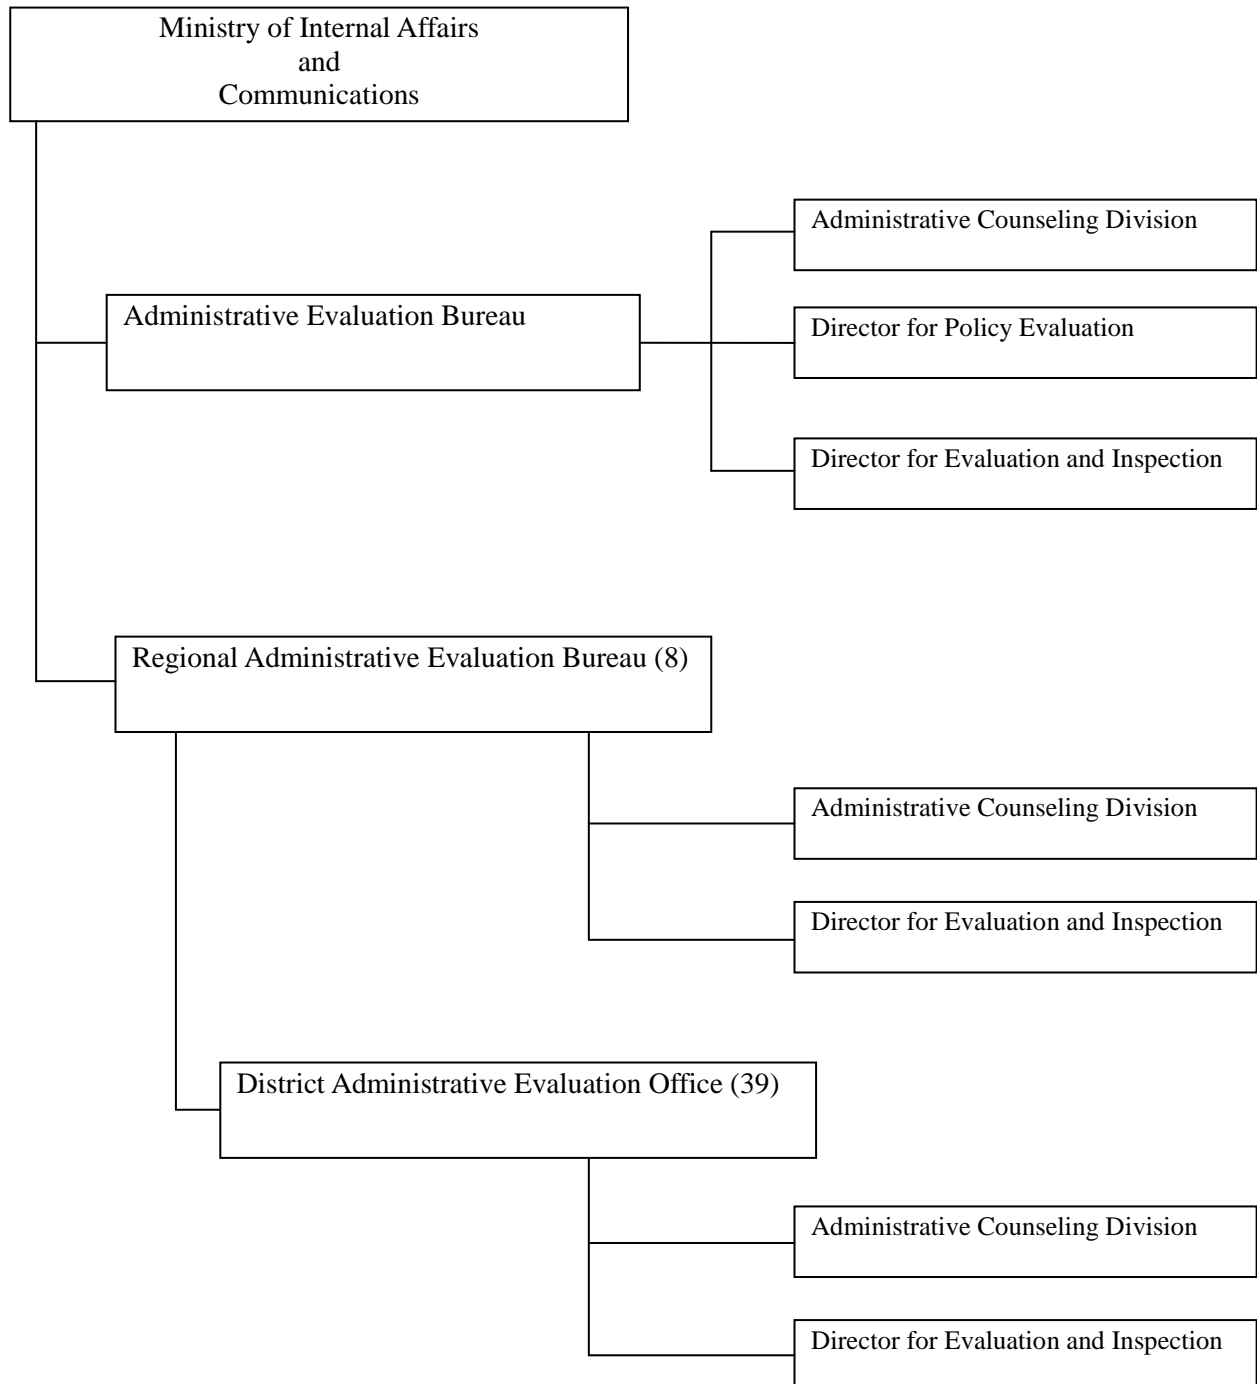 Ministry of Internal Affairs
and
Communications
Administrative Counseling Division
Administrative Evaluation Bureau
Director for Policy Evaluation
Director for Evaluation and Inspection
Regional Administrative Evaluation Bureau (8)
Administrative Counseling Division
Director for Evaluation and Inspection
District Administrative Evaluation Office (39)
Administrative Counseling Division
Director for Evaluation and Inspection